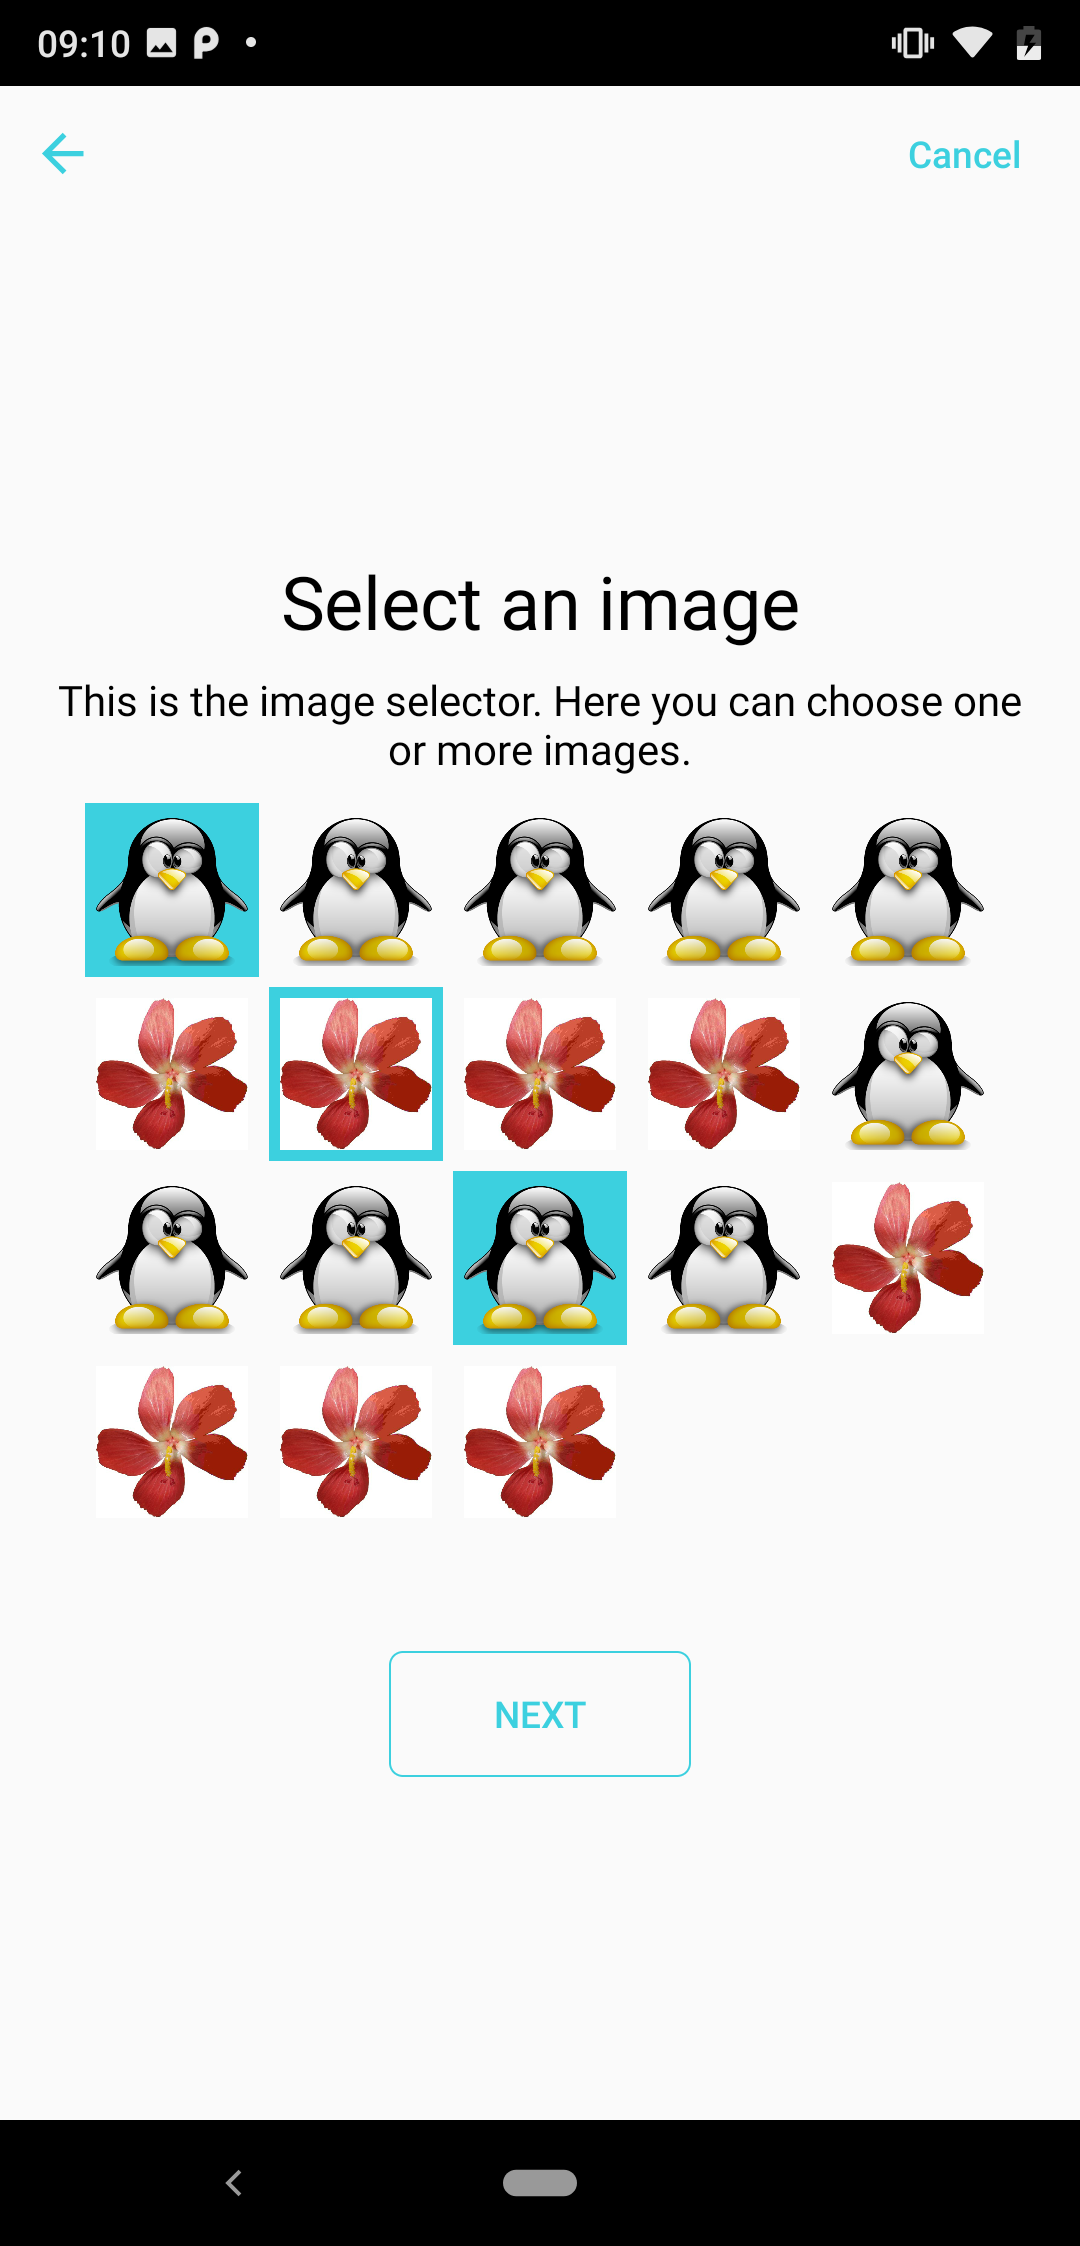 09:10
Cancel
Select an image
This is the image selector. Here you can choose one
or more images.
NEXT